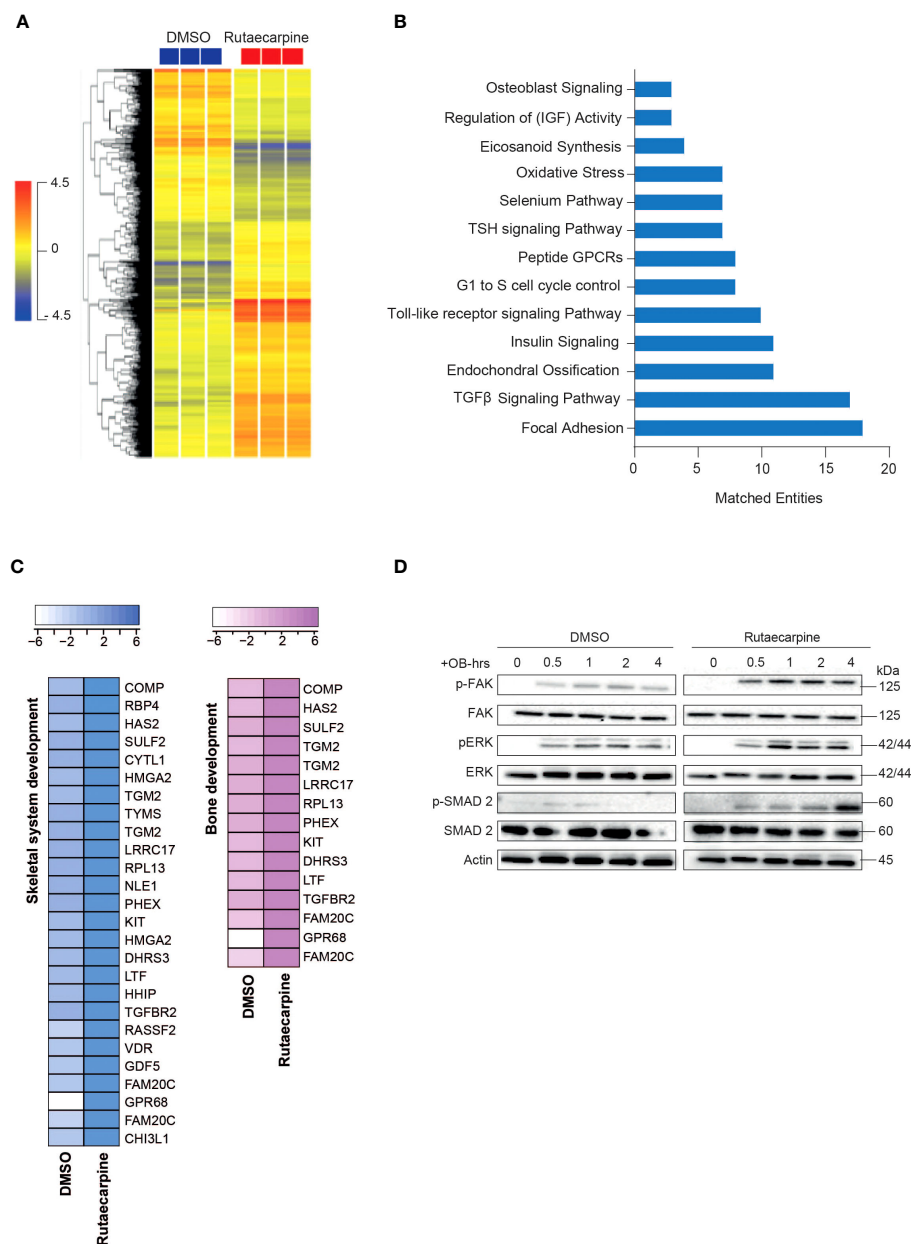 A
DMSO Rutaecarpine
4.5
0
- 4.5
B
Osteoblast Signaling
Regulation of (IGF) Activity
Eicosanoid Synthesis
Oxidative Stress
Selenium Pathway
TSH signaling Pathway
Peptide GPCRs
G1 to S cell cycle control
Toll-like receptor signaling Pathway
Insulin Signaling
Endochondral Ossification
TGFβ Signaling Pathway
Focal Adhesion
0 5 10 15 20
Matched Entities
C
−6 −2 2 6
Skeletal system development
COMP
RBP4
HAS2
SULF2
CYTL1
HMGA2
TGM2
TYMS
TGM2
LRRC17
RPL13
NLE1
PHEX
KIT
HMGA2
DHRS3
LTF
HHIP
TGFBR2
RASSF2
VDR
GDF5
FAM20C
GPR68
FAM20C
CHI3L1
DMSO
Rutaecarpine
−6 −2 2 6
Bone development
COMP
HAS2
SULF2
TGM2
TGM2
LRRC17
RPL13
PHEX
KIT
DHRS3
LTF
TGFBR2
FAM20C
GPR68
FAM20C
DMSO
Rutaecarpine
D
DMSO Rutaecarpine
+OB-hrs 0 0.5 1 2 4 0 0.5 1 2 4 kDa
p-FAK 125
FAK 125
pERK 42/44
ERK 42/44
p-SMAD 2 60
SMAD 2 60
Actin 45